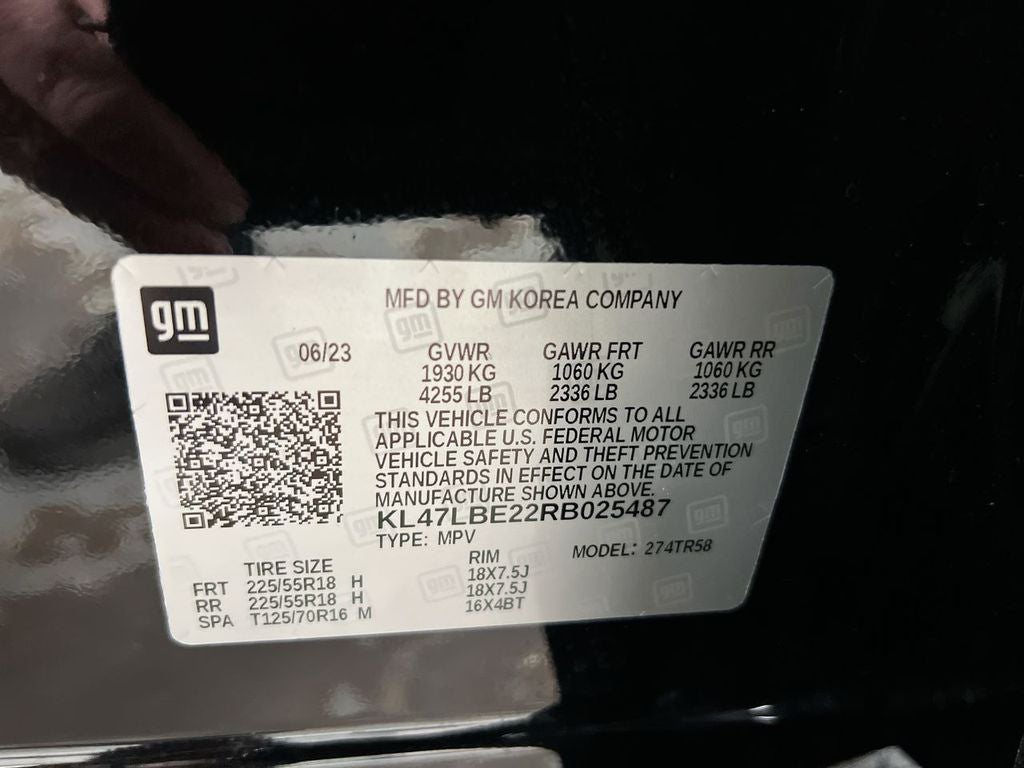 gm
MFD BY GM KOREA COMPANY
06/23 GVWR GAWR FRT GAWR RR
1930 KG 1060 KG 1060 KG
4255 LB 2336 LB 2336 LB
THIS VEHICLE CONFORMS TO ALL
APPLICABLE U.S. FEDERAL MOTOR
VEHICLE SAFETY AND THEFT PREVENTION
STANDARDS IN EFFECT ON THE DATE OF
MANUFACTURE SHOWN ABOVE.
KL47LBE22RB025487
TYPE: MPV MODEL: 274TR58
TIRE SIZE RIM
FRT 225/55R18 H 18X7.5J
RR 225/55R18 H 18X7.5J
SPA T125/70R16 M 16X4BT